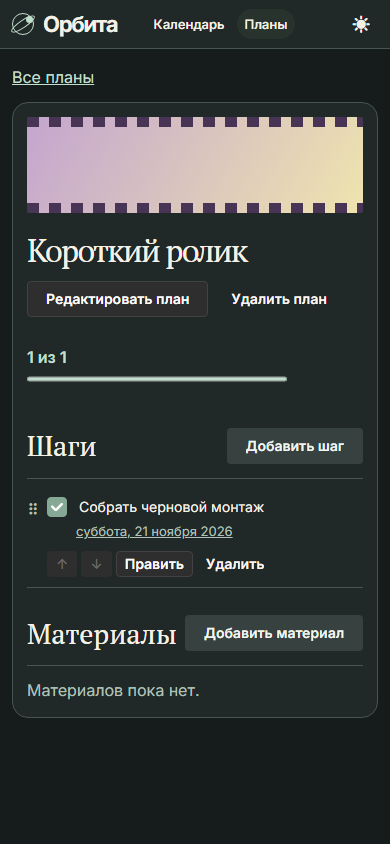 Орбита Календарь Планы
Все планы
Короткий ролик
Редактировать план Удалить план
1 из 1
Шаги Добавить шаг
Собрать черновой монтаж
суббота, 21 ноября 2026
↑ ↓ Править Удалить
Материалы Добавить материал
Материалов пока нет.